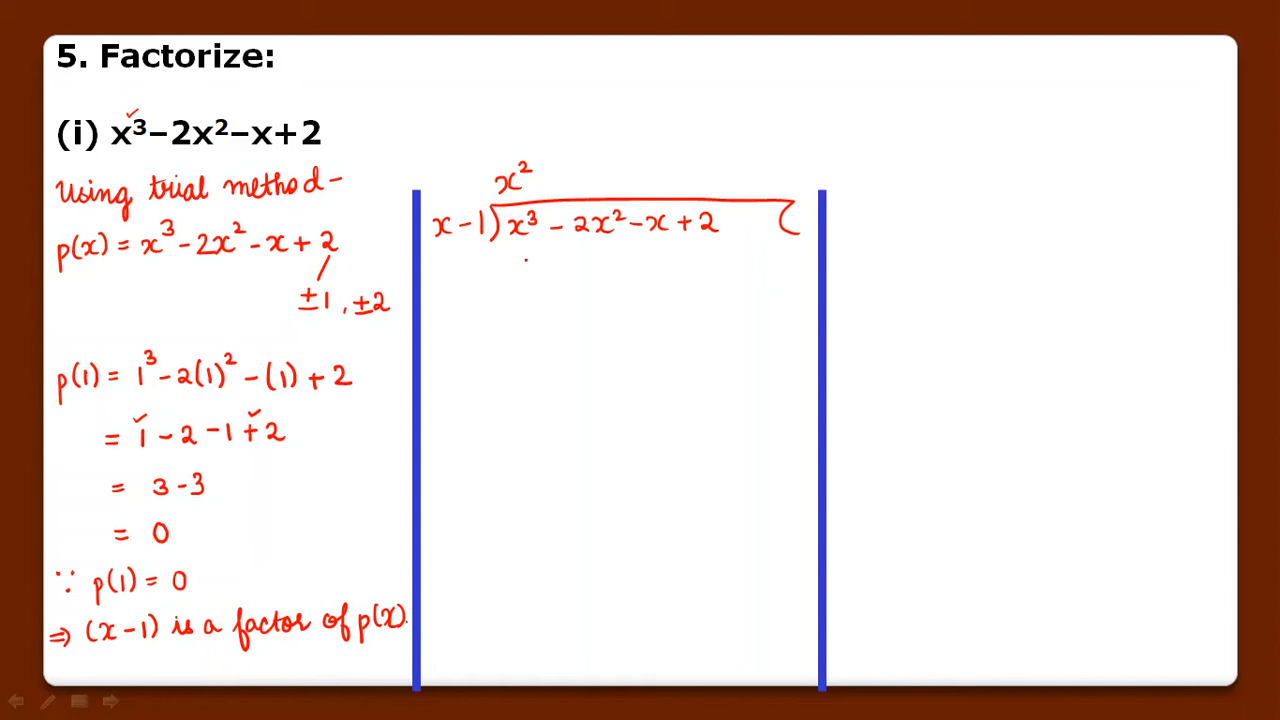 5. Factorize:
(i) x³–2x²–x+2
Using trial method -
p(x) = x³ - 2x² - x + 2
±1, ±2
p(1) = 1³ - 2(1)² - (1) + 2
= 1 - 2 - 1 + 2
= 3 - 3
= 0
∵ p(1) = 0
⇒ (x - 1) is a factor of p(x).
x²
x - 1) x³ - 2x² - x + 2 (